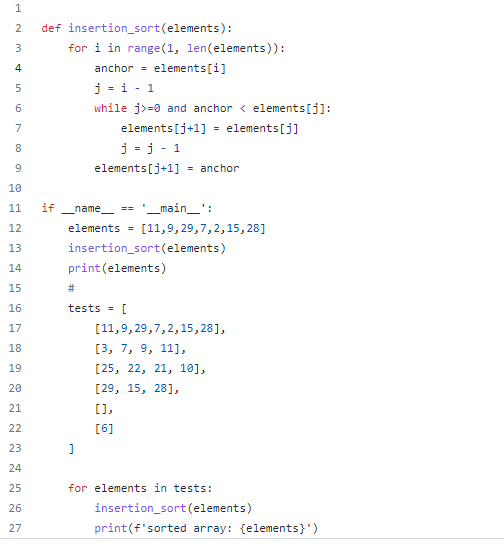 1
2 def insertion_sort(elements):
3     for i in range(1, len(elements)):
4         anchor = elements[i]
5         j = i - 1
6         while j>=0 and anchor < elements[j]:
7             elements[j+1] = elements[j]
8             j = j - 1
9         elements[j+1] = anchor
10
11 if __name__ == '__main__':
12     elements = [11,9,29,7,2,15,28]
13     insertion_sort(elements)
14     print(elements)
15     #
16     tests = [
17         [11,9,29,7,2,15,28],
18         [3, 7, 9, 11],
19         [25, 22, 21, 10],
20         [29, 15, 28],
21         [],
22         [6]
23     ]
24
25     for elements in tests:
26         insertion_sort(elements)
27         print(f'sorted array: {elements}')